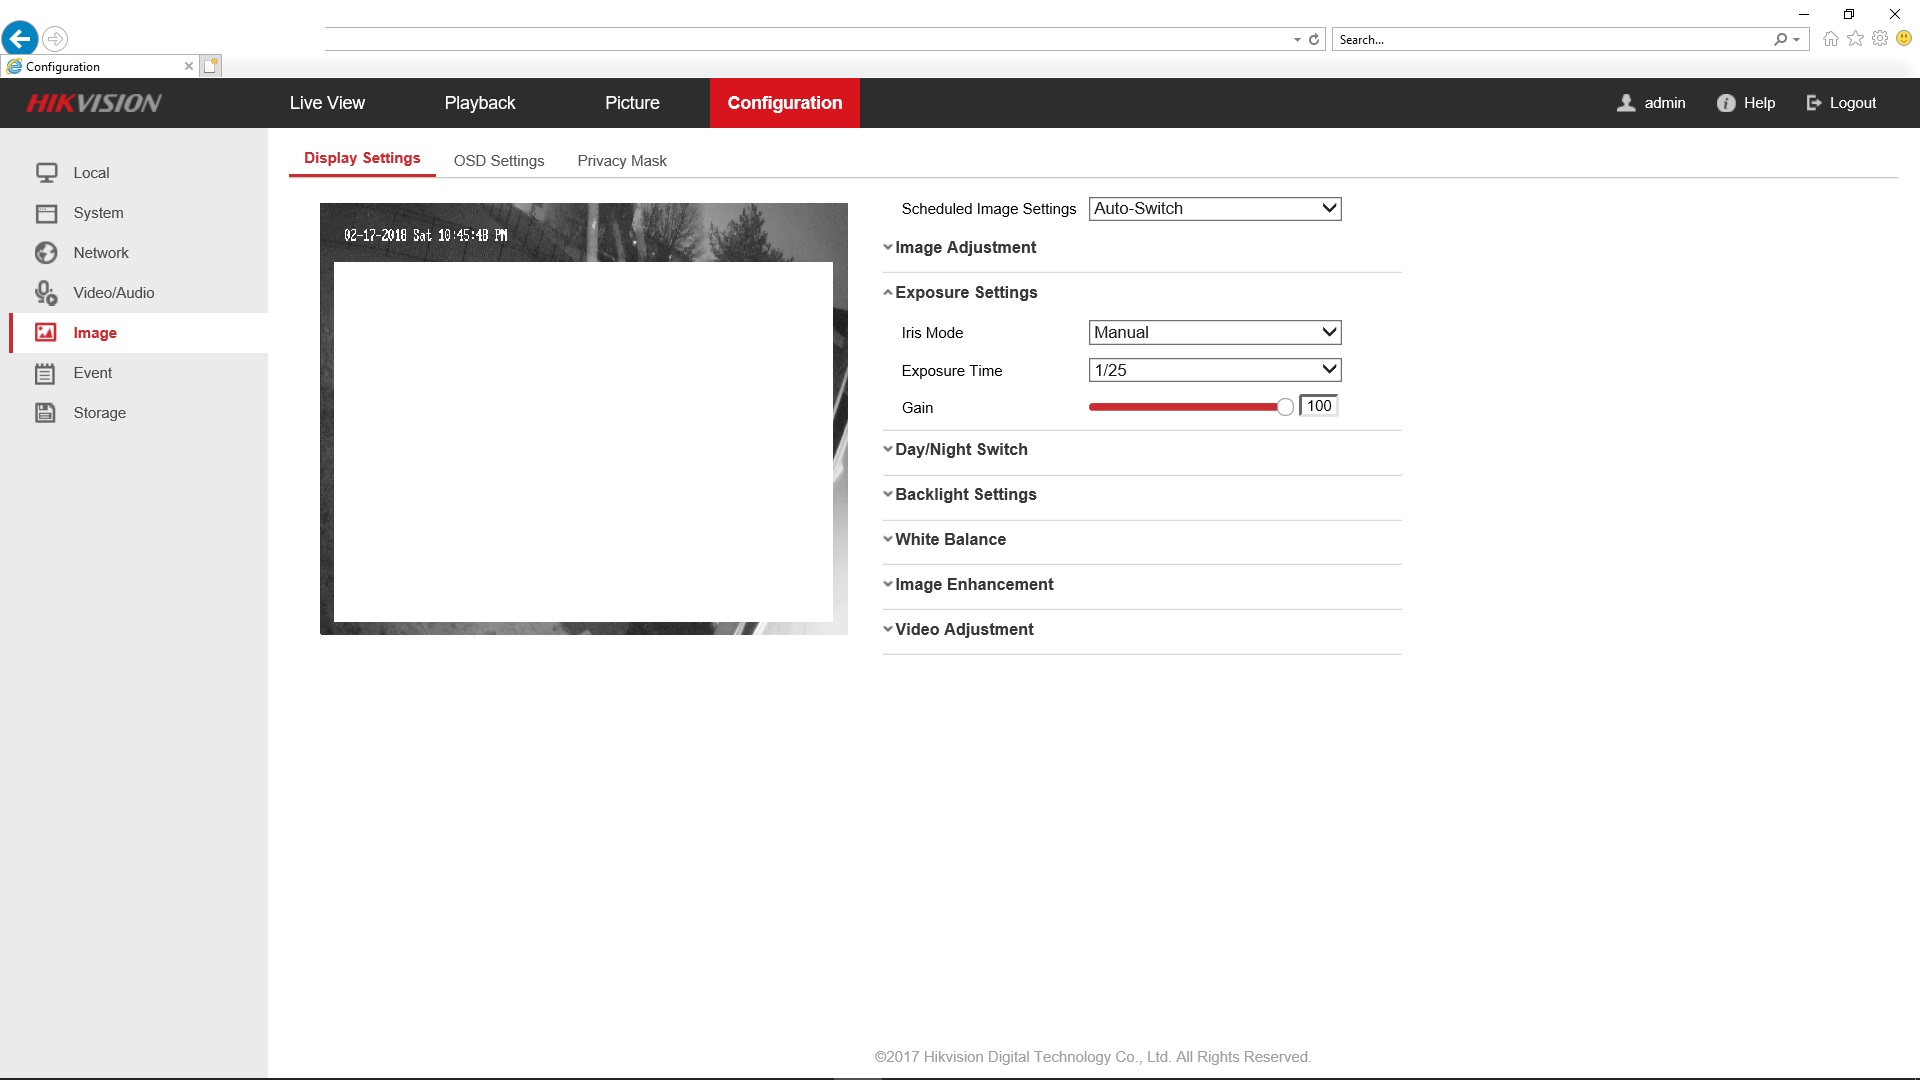 Search...
Configuration
HIKVISION
Live View
Playback
Picture
Configuration
admin
Help
Logout
Local
System
Network
Video/Audio
Image
Event
Storage
Display Settings
OSD Settings
Privacy Mask
02-17-2018 Sat 10:45:48 PM
Scheduled Image Settings
Auto-Switch
Image Adjustment
Exposure Settings
Iris Mode
Manual
Exposure Time
1/25
Gain
100
Day/Night Switch
Backlight Settings
White Balance
Image Enhancement
Video Adjustment
©2017 Hikvision Digital Technology Co., Ltd. All Rights Reserved.